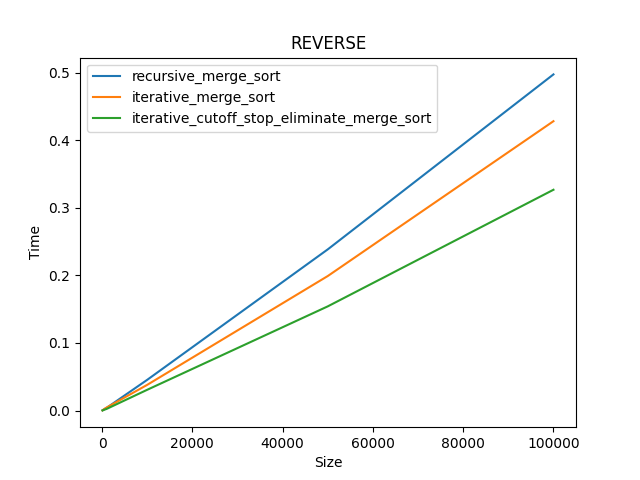 REVERSE
recursive_merge_sort
iterative_merge_sort
iterative_cutoff_stop_eliminate_merge_sort
0.5
0.4
0.3
0.2
0.1
0.0
Time
0 20000 40000 60000 80000 100000
Size